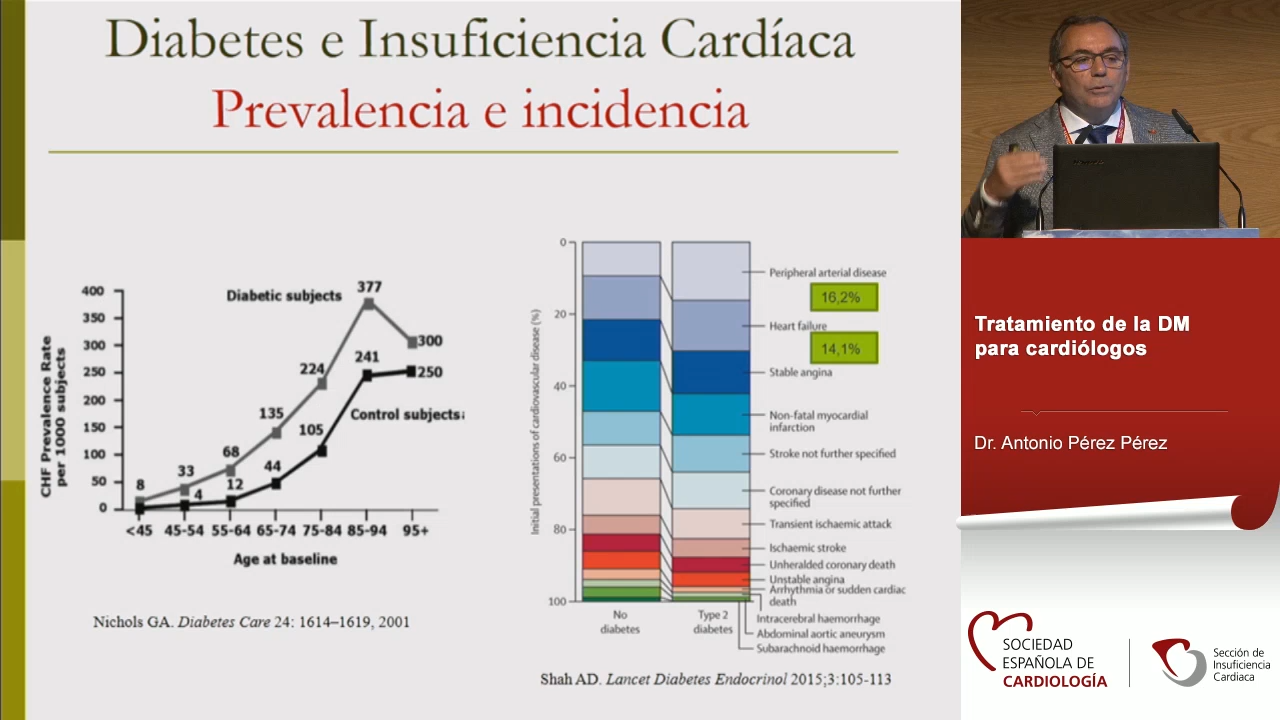 Diabetes e Insuficiencia Cardíaca
Prevalencia e incidencia
CHF Prevalence Rate
per 1000 subjects
400
350
300
250
200
150
100
50
0
Diabetic subjects
Control subjects
8
33
68
135
224
377
300
4
12
44
105
241
250
<45
45-54
55-64
65-74
75-84
85-94
95+
Age at baseline
Nichols GA. Diabetes Care 24: 1614–1619, 2001
Initial presentations of cardiovascular disease (%)
0
20
40
60
80
100
No
diabetes
Type 2
diabetes
Peripheral arterial disease
16,2%
Heart failure
14,1%
Stable angina
Non-fatal myocardial
infarction
Stroke not further specified
Coronary disease not further
specified
Transient ischaemic attack
Ischaemic stroke
Unheralded coronary death
Unstable angina
Arrhythmia or sudden cardiac
death
Intracerebral haemorrhage
Abdominal aortic aneurysm
Subarachnoid haemorrhage
Shah AD. Lancet Diabetes Endocrinol 2015;3:105-113
Tratamiento de la DM
para cardiólogos
Dr. Antonio Pérez Pérez
SOCIEDAD
ESPAÑOLA DE
CARDIOLOGÍA
Sección de
Insuficiencia
Cardíaca